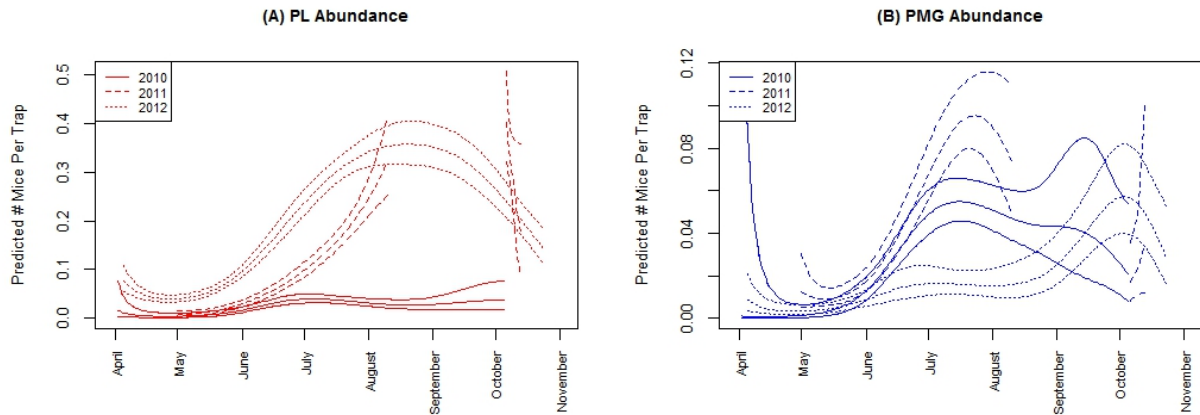 (A) PL Abundance
Predicted # Mice Per Trap
0.0
0.1
0.2
0.3
0.4
0.5
2010
2011
2012
April
May
June
July
August
September
October
November
(B) PMG Abundance
Predicted # Mice Per Trap
0.00
0.04
0.08
0.12
2010
2011
2012
April
May
June
July
August
September
October
November